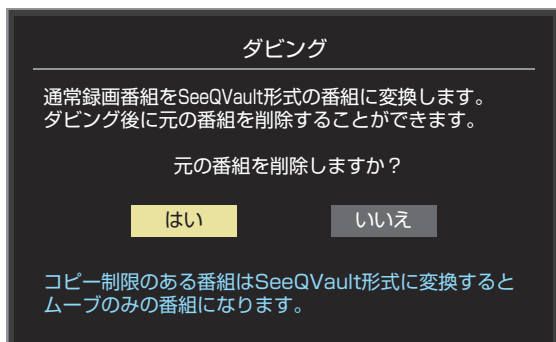 ダビング
通常録画番組をSeeQVault形式の番組に変換します。
ダビング後に元の番組を削除することができます。
元の番組を削除しますか？
はい
いいえ
コピー制限のある番組はSeeQVault形式に変換すると
ムーブのみの番組になります。